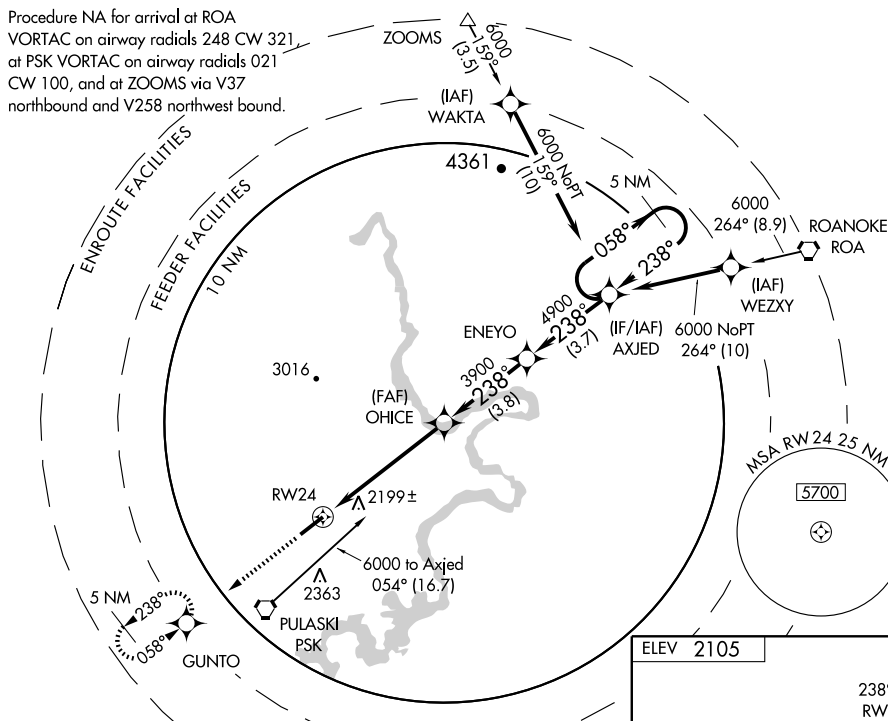 Procedure NA for arrival at ROA
VORTAC on airway radials 248 CW 321,
at PSK VORTAC on airway radials 021
CW 100, and at ZOOMS via V37
northbound and V258 northwest bound.
ZOOMS
6000
159°
(3.5)
(IAF)
WAKTA
6000 NoPT
159°
(10)
4361
5 NM
058°
238°
6000
264° (8.9)
ROANOKE
ROA
(IAF)
WEZXY
6000 NoPT
264° (10)
(IF/IAF)
AXJED
ENROUTE FACILITIES
FEEDER FACILITIES
10 NM
4900
238°
(3.7)
ENEYO
3900
238°
(3.8)
3016
(FAF)
OHICE
MSA RW24 25 NM
5700
RW24
2199±
6000 to Axjed
054° (16.7)
2363
5 NM
238°
058°
GUNTO
PULASKI
PSK
ELEV 2105
238°
RW